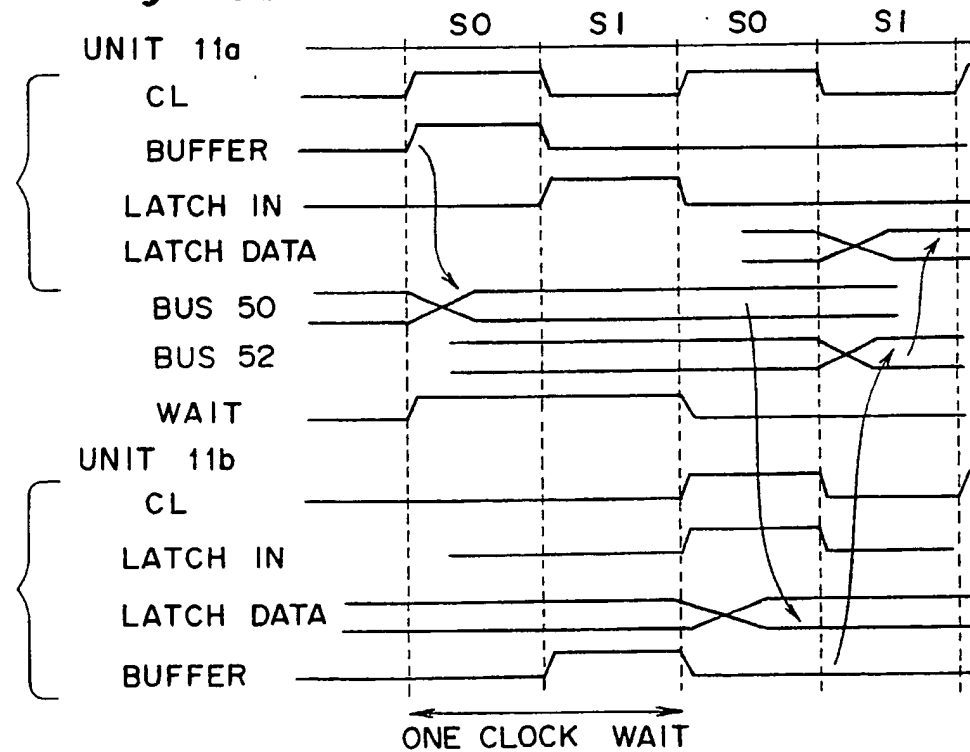 S0 S1 S0 S1
UNIT 11a
CL
BUFFER
LATCH IN
LATCH DATA
BUS 50
BUS 52
WAIT
UNIT 11b
CL
LATCH IN
LATCH DATA
BUFFER
ONE CLOCK WAIT